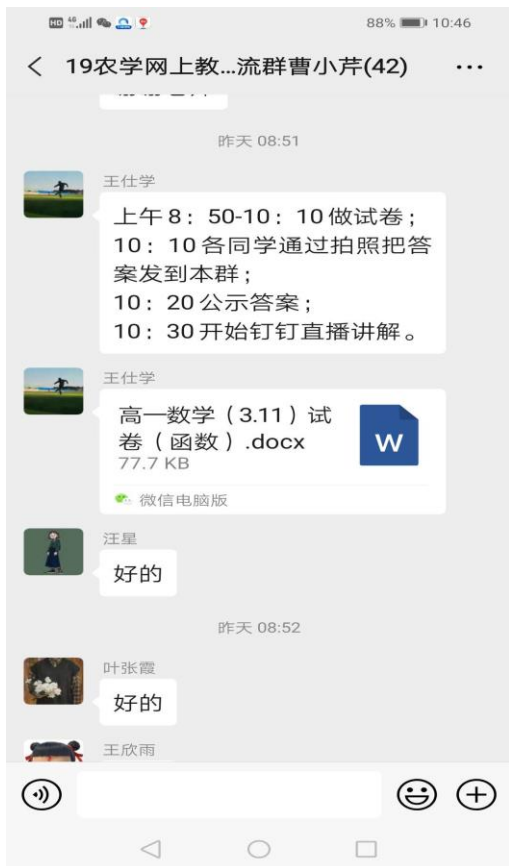 HD 4G 88% 10:46
19农学网上教...流群曹小芹(42)
昨天 08:51
王仕学
上午8：50-10：10做试卷；
10：10各同学通过拍照把答
案发到本群；
10：20公示答案；
10：30开始钉钉直播讲解。
王仕学
高一数学（3.11）试
卷（函数）.docx
W
77.7 KB
微信电脑版
汪星
好的
昨天 08:52
叶张霞
好的
王欣雨